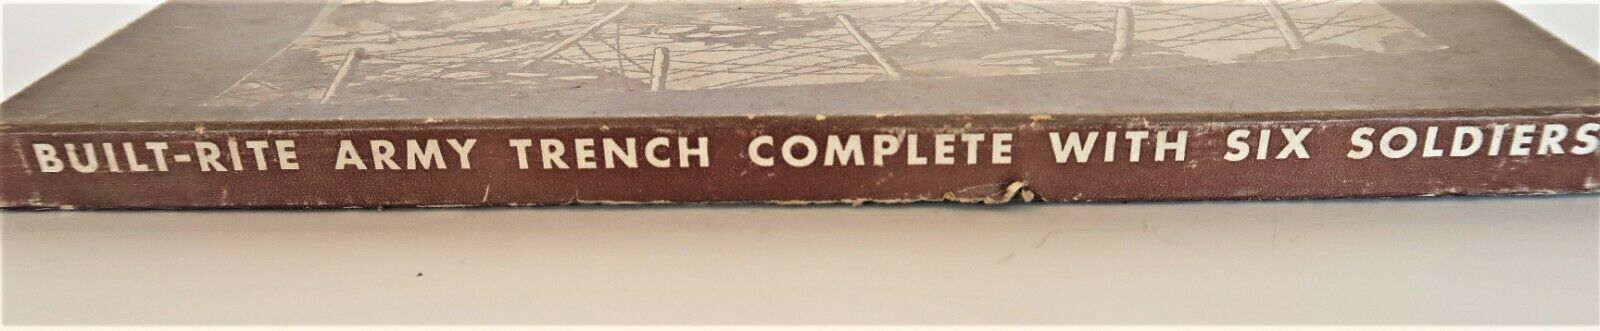 BUILT-RITE ARMY TRENCH COMPLETE WITH SIX SOLDIERS